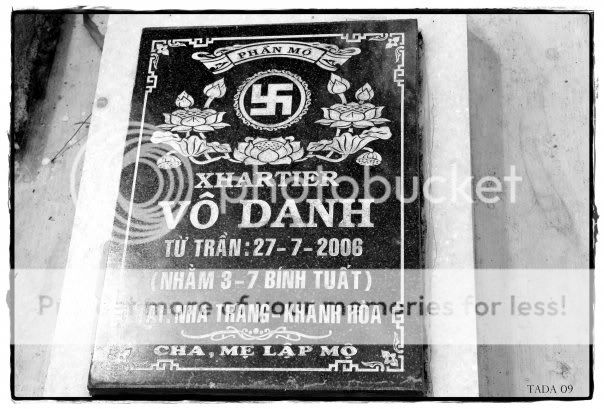 PHẦN MỘ
XHARTIER
VÔ DANH
TỪ TRẦN: 27-7-2006
(NHẰM 3-7 BÍNH TUẤT)
TẠI: NHA TRANG - KHÁNH HÒA
CHA, MẸ LẬP MỘ
photobucket
Protect more of your memories for less!
TADA 09